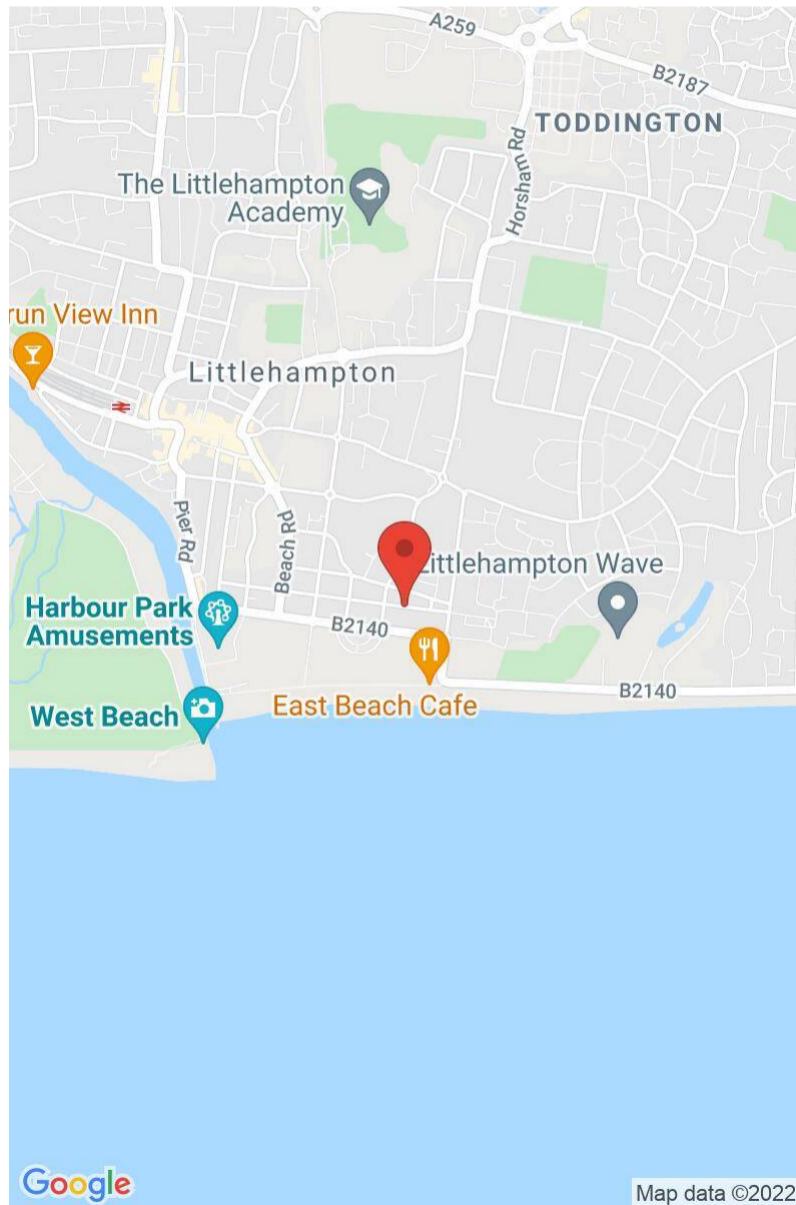 A259
B2187
TODDINGTON
Horsham Rd
The Littlehampton
Academy
run View Inn
Littlehampton
Pier Rd
Beach Rd
Littlehampton Wave
Harbour Park
Amusements
B2140
B2140
West Beach
East Beach Cafe
Google
Map data ©2022